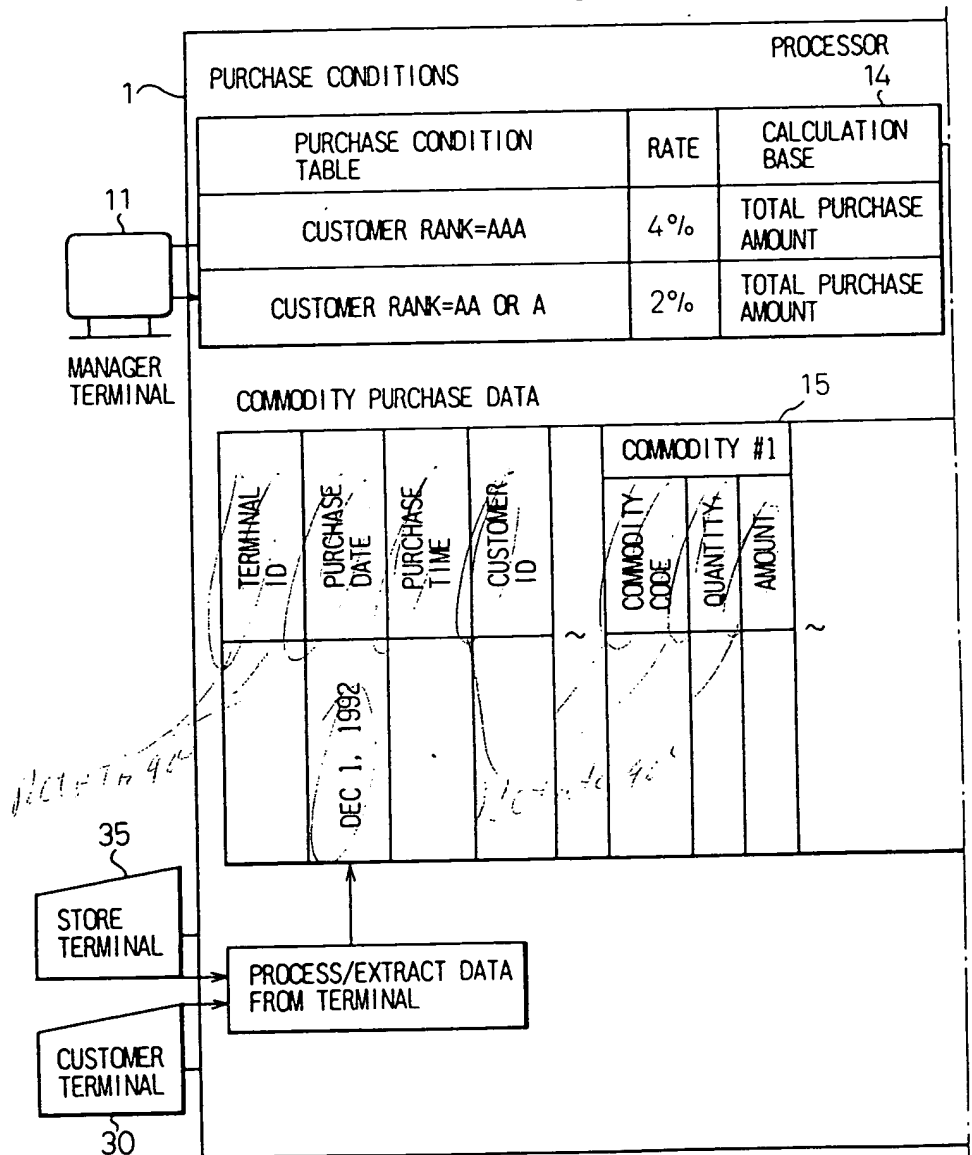 PROCESSOR
PURCHASE CONDITIONS
1
14
PURCHASE CONDITION
TABLE
RATE
CALCULATION
BASE
CUSTOMER RANK=AAA
4%
TOTAL PURCHASE
AMOUNT
CUSTOMER RANK=AA OR A
2%
TOTAL PURCHASE
AMOUNT
11
MANAGER
TERMINAL
COMMODITY PURCHASE DATA
15
COMMODITY #1
TERMINAL
ID
PURCHASE
DATE
PURCHASE
TIME
CUSTOMER
ID
~
COMMODITY
CODE
QUANTITY
AMOUNT
~
DEC 1, 1992
35
STORE
TERMINAL
PROCESS/EXTRACT DATA
FROM TERMINAL
CUSTOMER
TERMINAL
30